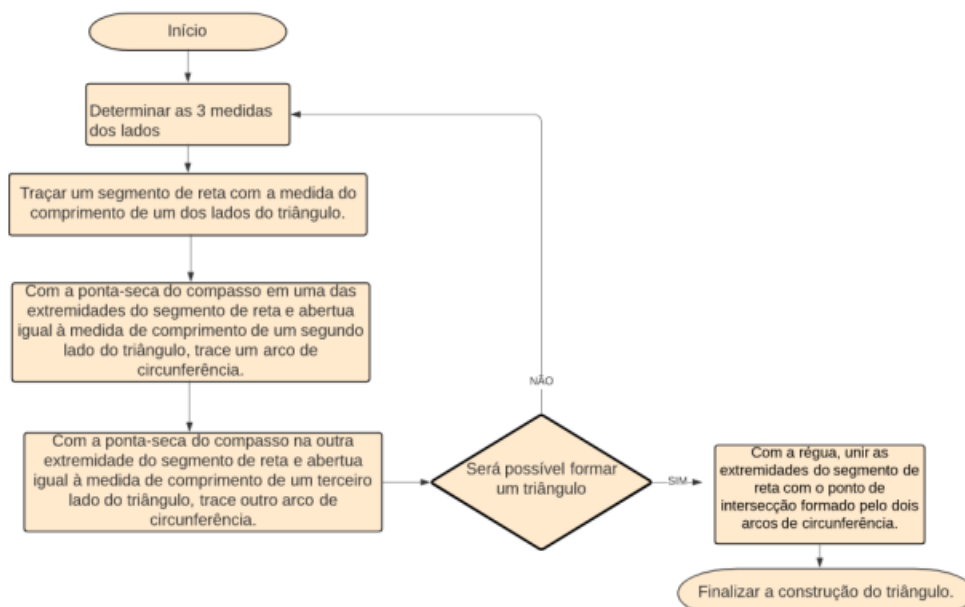 Início
Determinar as 3 medidas
dos lados
Traçar um segmento de reta com a medida do
comprimento de um dos lados do triângulo.
Com a ponta-seca do compasso em uma das
extremidades do segmento de reta e abertua
igual à medida de comprimento de um segundo
lado do triângulo, trace um arco de
circunferência.
Com a ponta-seca do compasso na outra
extremidade do segmento de reta e abertua
igual à medida de comprimento de um terceiro
lado do triângulo, trace outro arco de
circunferência.
NÃO
Será possível formar
um triângulo
SIM
Com a régua, unir as
extremidades do segmento de
reta com o ponto de
intersecção formado pelo dois
arcos de circunferência.
Finalizar a construção do triângulo.